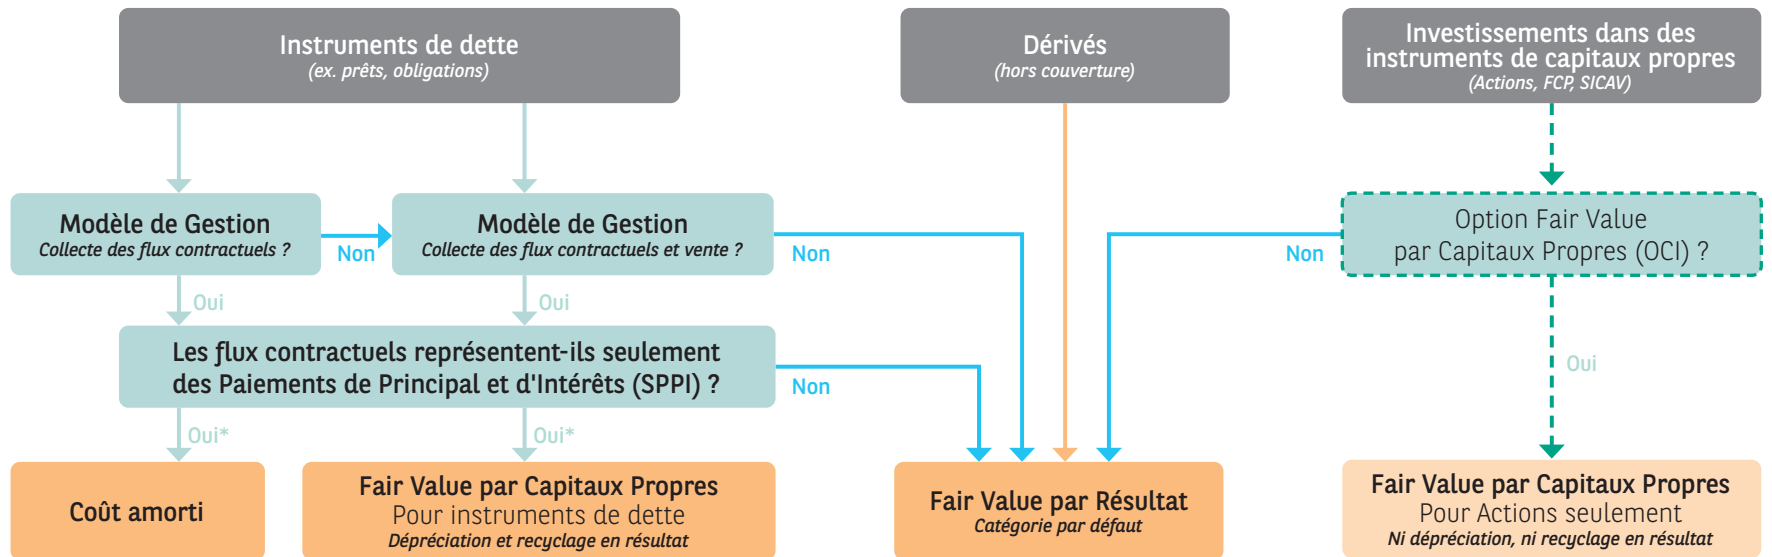 Instruments de dette
(ex. prêts, obligations)
Dérivés
(hors couverture)
Investissements dans des
instruments de capitaux propres
(Actions, FCP, SICAV)
Modèle de Gestion
Collecte des flux contractuels ?
Non
Modèle de Gestion
Collecte des flux contractuels et vente ?
Non
Non
Option Fair Value
par Capitaux Propres (OCI) ?
Oui
Oui
Les flux contractuels représentent-ils seulement
des Paiements de Principal et d'Intérêts (SPPI) ?
Non
Oui
Oui*
Oui*
Coût amorti
Fair Value par Capitaux Propres
Pour instruments de dette
Dépréciation et recyclage en résultat
Fair Value par Résultat
Catégorie par défaut
Fair Value par Capitaux Propres
Pour Actions seulement
Ni dépréciation, ni recyclage en résultat